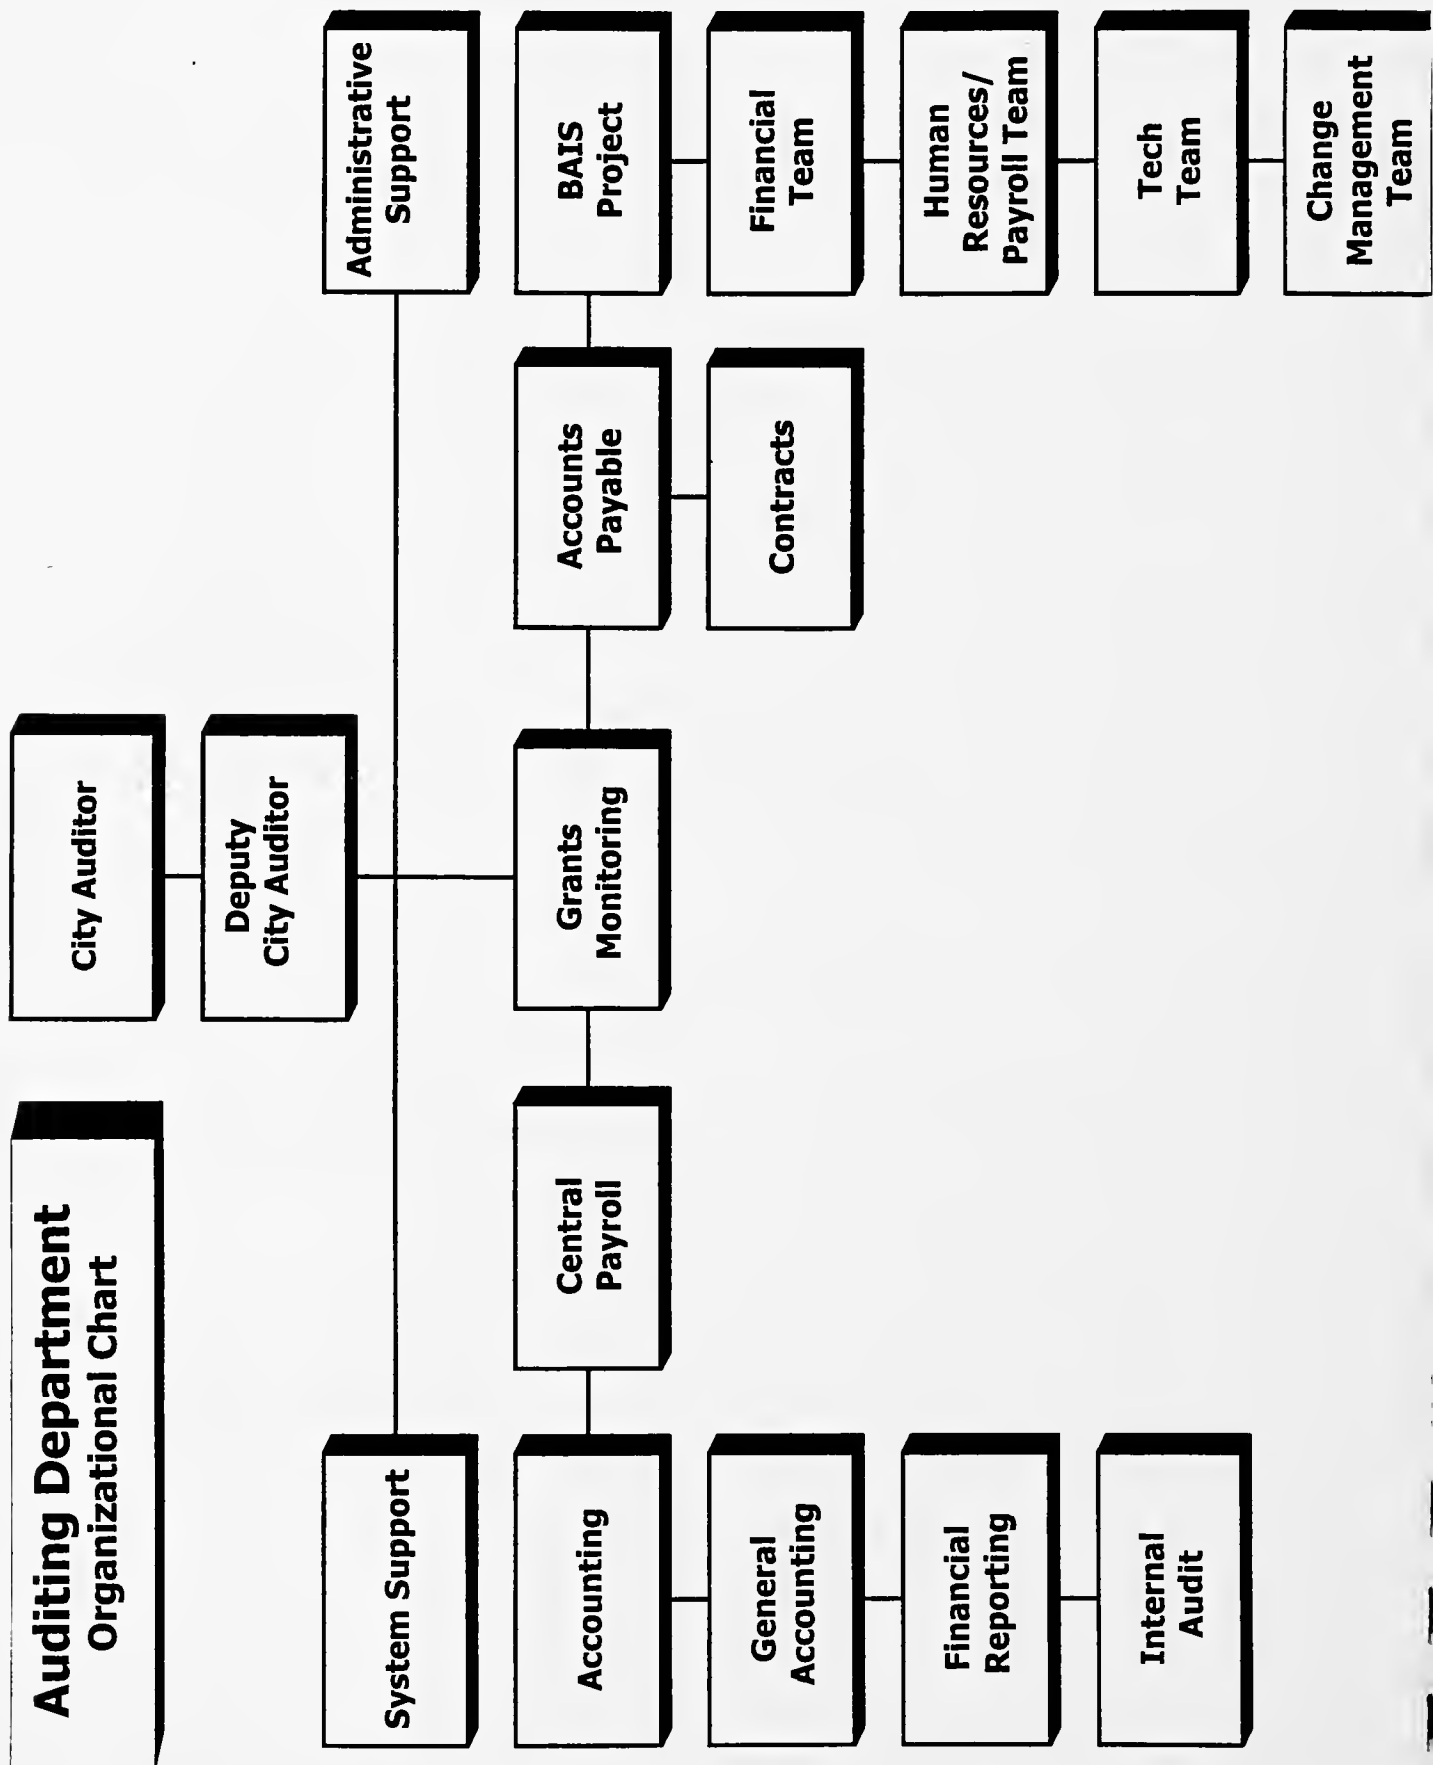 Auditing Department
Organizational Chart
City Auditor
Deputy
City Auditor
System Support
Administrative
Support
Accounting
Central
Payroll
Grants
Monitoring
Accounts
Payable
BAIS
Project
General
Accounting
Contracts
Financial
Team
Financial
Reporting
Human
Resources/
Payroll Team
Internal
Audit
Tech
Team
Change
Management
Team